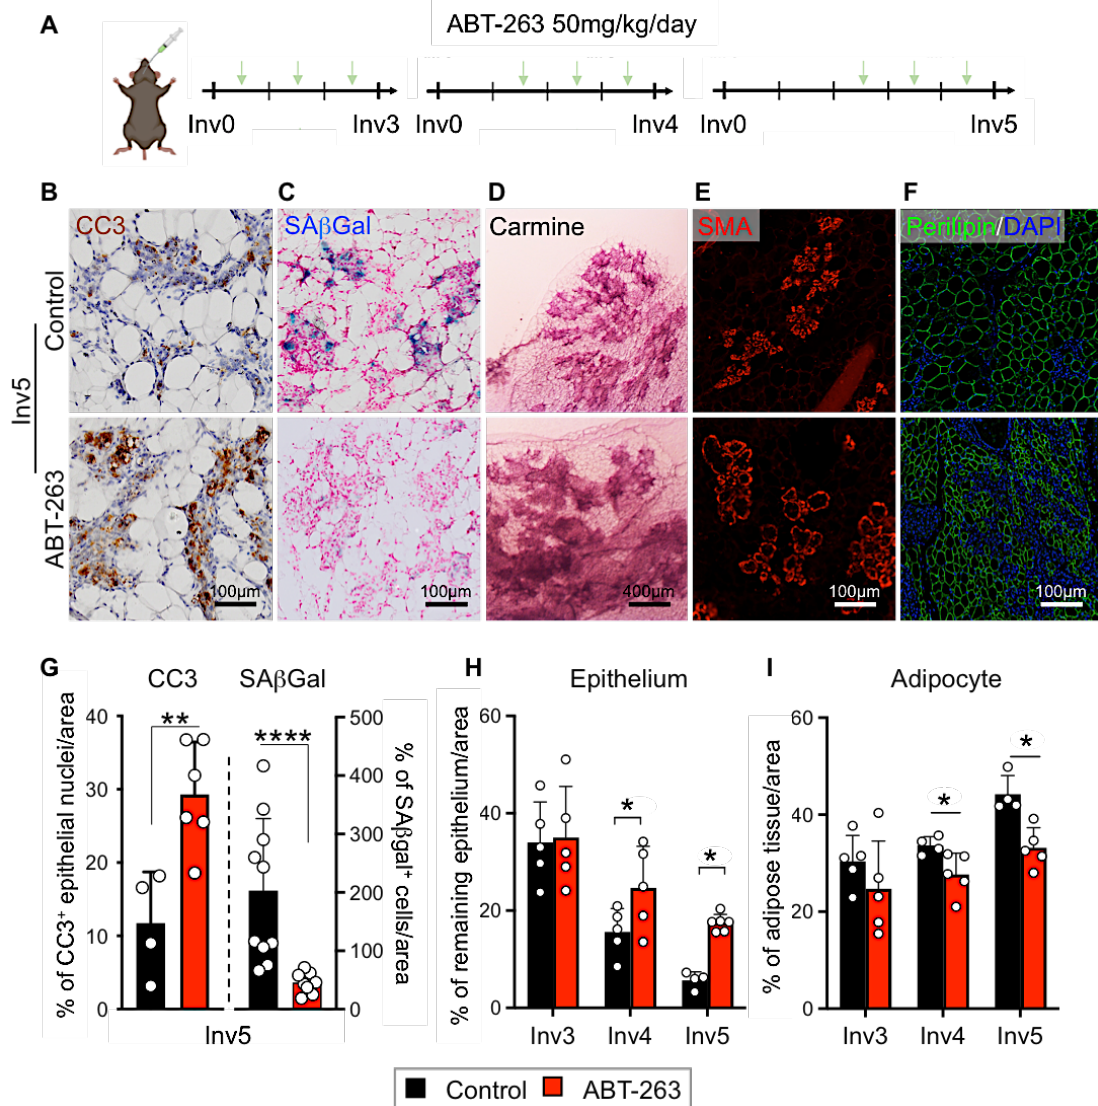 A
ABT-263 50mg/kg/day
Inv0
Inv3
Inv0
Inv4
Inv0
Inv5
B
C
D
E
F
CC3
SAβGal
Carmine
SMA
Perilipin/DAPI
Inv5
Control
ABT-263
100μm
100μm
400μm
100μm
100μm
G
CC3
SAβGal
% of CC3⁺ epithelial nuclei/area
40
30
20
10
0
**
****
500
400
300
200
100
0
% of SAβgal⁺ cells/area
Inv5
H
Epithelium
% of remaining epithelium/area
60
40
20
0
*
*
Inv3
Inv4
Inv5
I
Adipocyte
% of adipose tissue/area
60
40
20
0
*
*
Inv3
Inv4
Inv5
Control
ABT-263